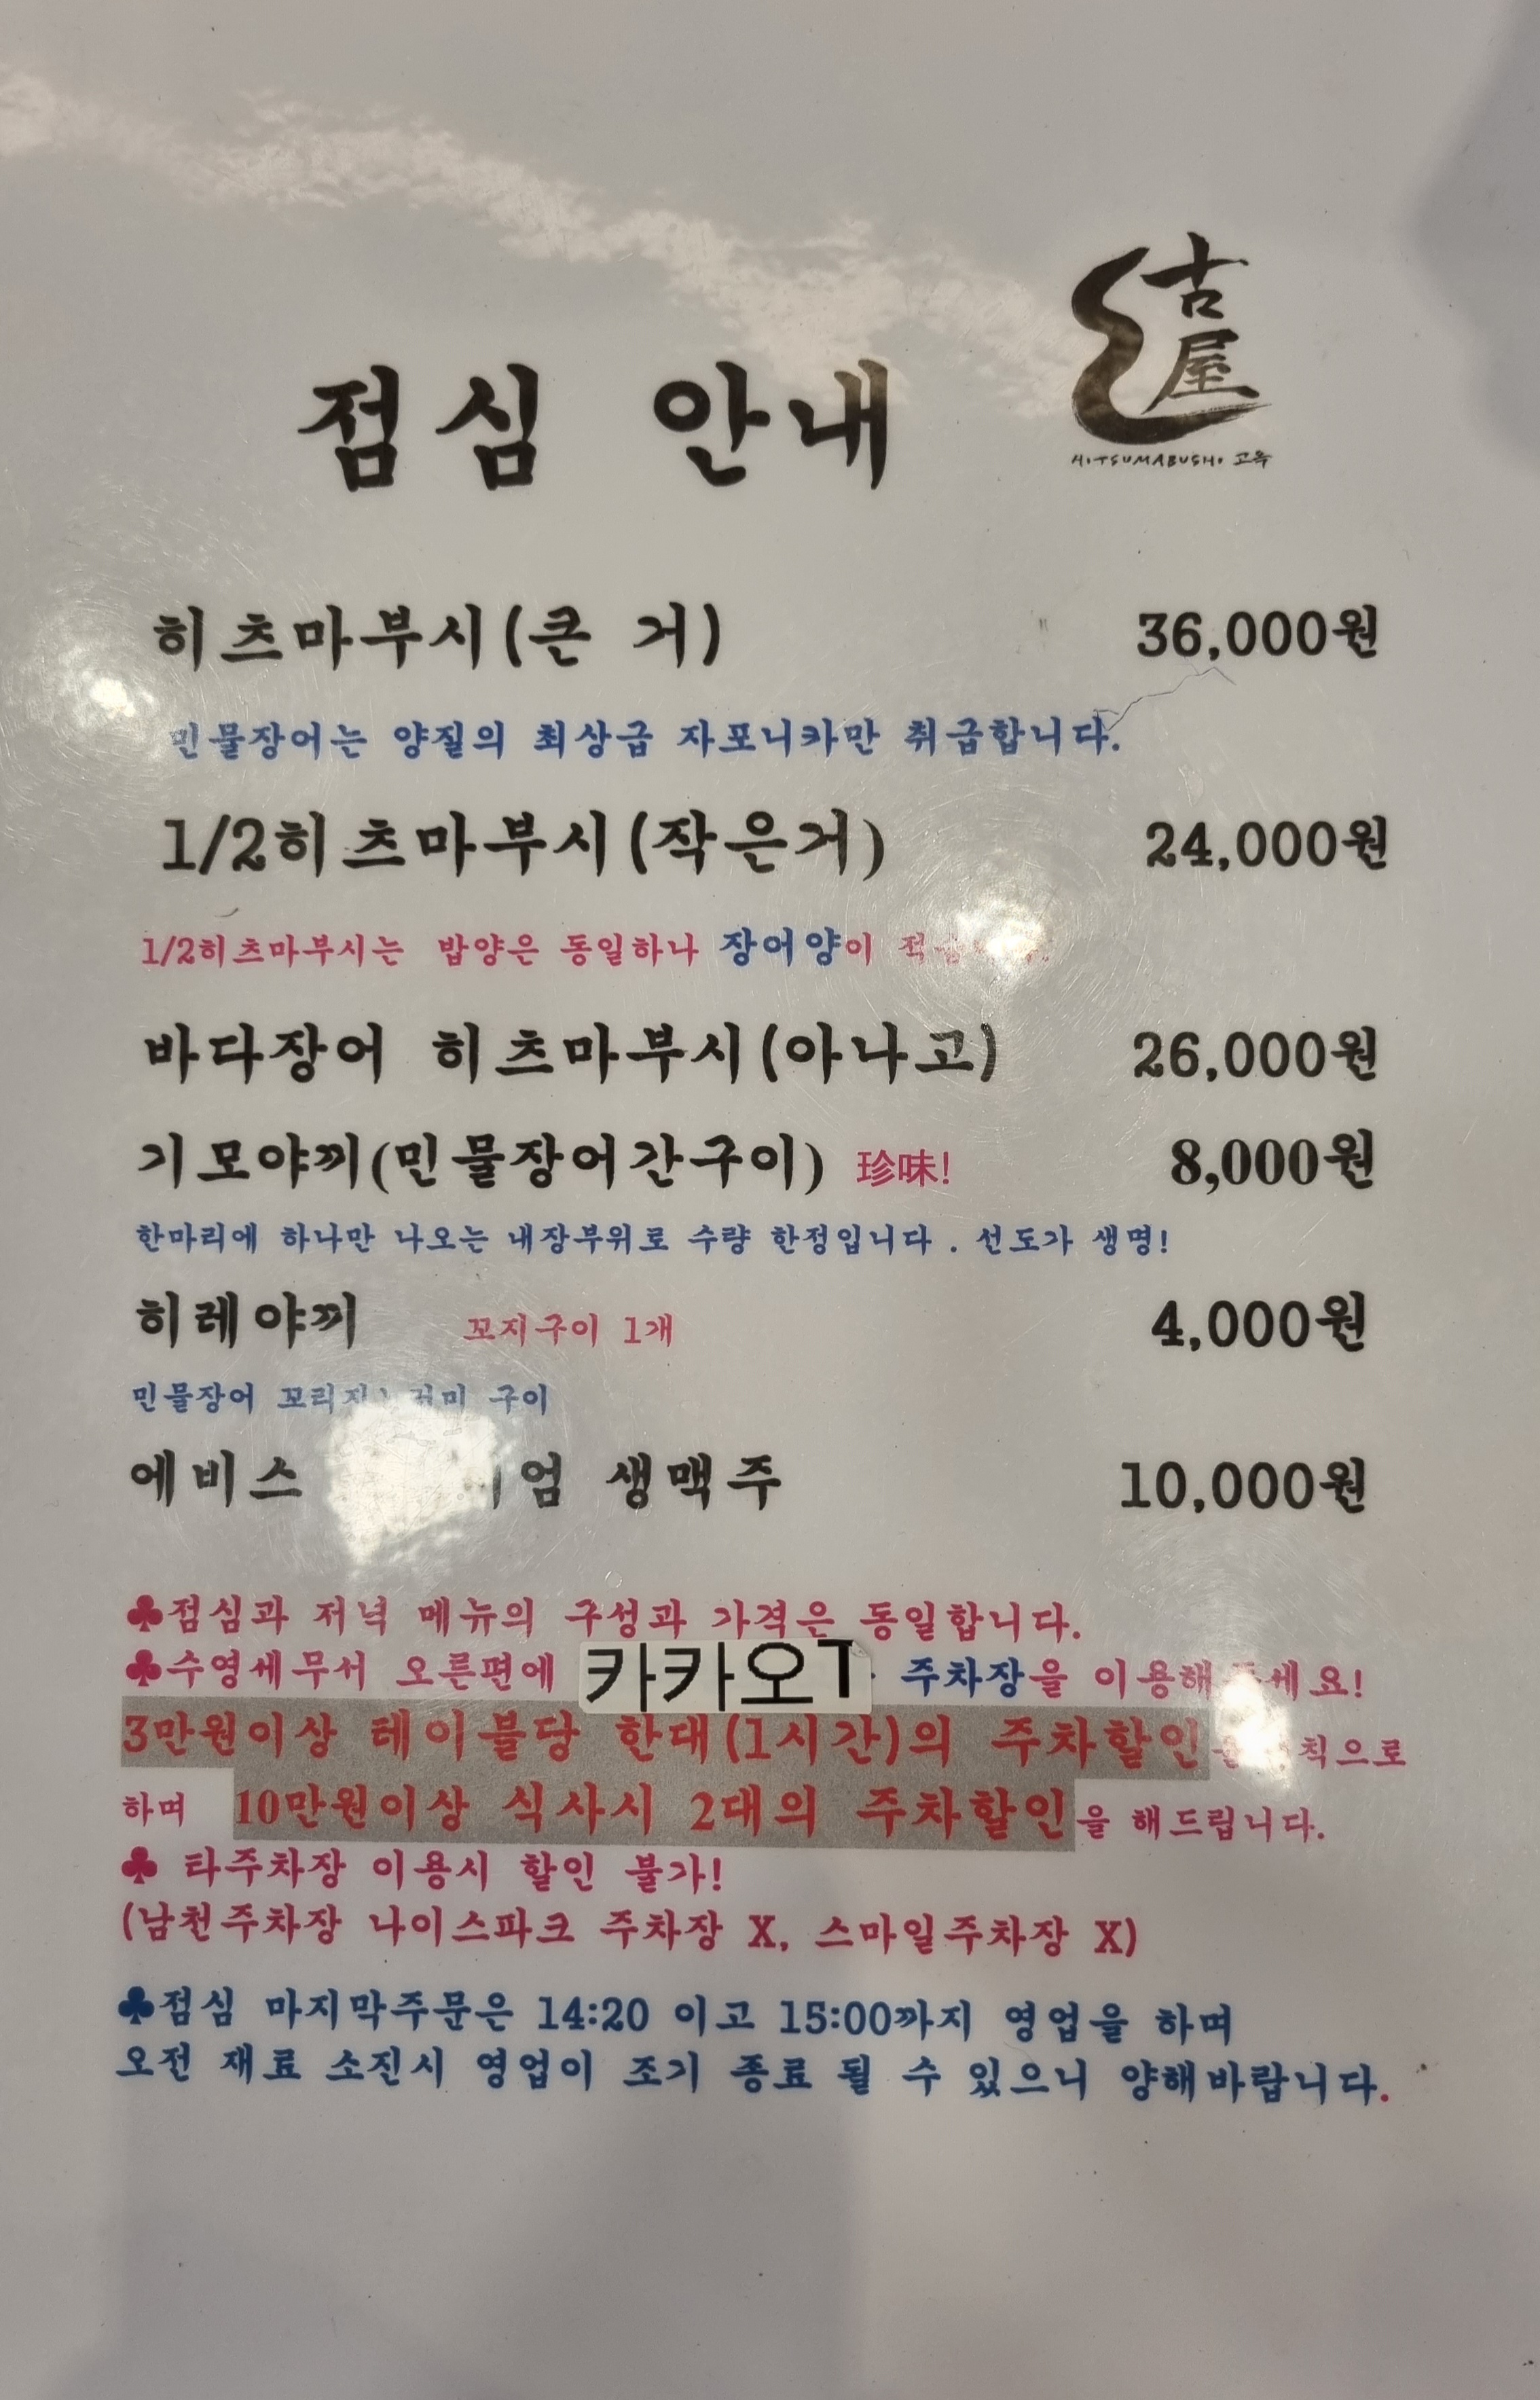 古屋
HITSUMABUSHI 고옥
점심 안내
히츠마부시(큰 거) 36,000원
민물장어는 양질의 최상급 자포니카만 취급합니다.
1/2히츠마부시(작은거) 24,000원
1/2히츠마부시는 밥양은 동일하나 장어양이
바다장어 히츠마부시(아나고) 26,000원
기모야끼(민물장어간구이) 珍味! 8,000원
한마리에 하나만 나오는 내장부위로 수량 한정입니다 . 선도가 생명!
히레야끼 꼬지구이 1개 4,000원
민물장어 구이
에비스 생맥주 10,000원
♣점심과 저녁 메뉴의 구성과 가격은 동일합니다.
♣수영세무서 오른편에 카카오T 주차장을
3만원이상 테이블당 한대(1시간)의 주차할인
하며 10만원이상 식사시 2대의 주차할인을 해드립니다.
♣ 타주차장 이용시 할인 불가!
(남천주차장 나이스파크 주차장 X, 스마일주차장 X)
♣점심 마지막주문은 14:20 이고 15:00까지 영업을 하며
오전 재료 소진시 영업이 조기 종료 될 수 있으니 양해바랍니다.